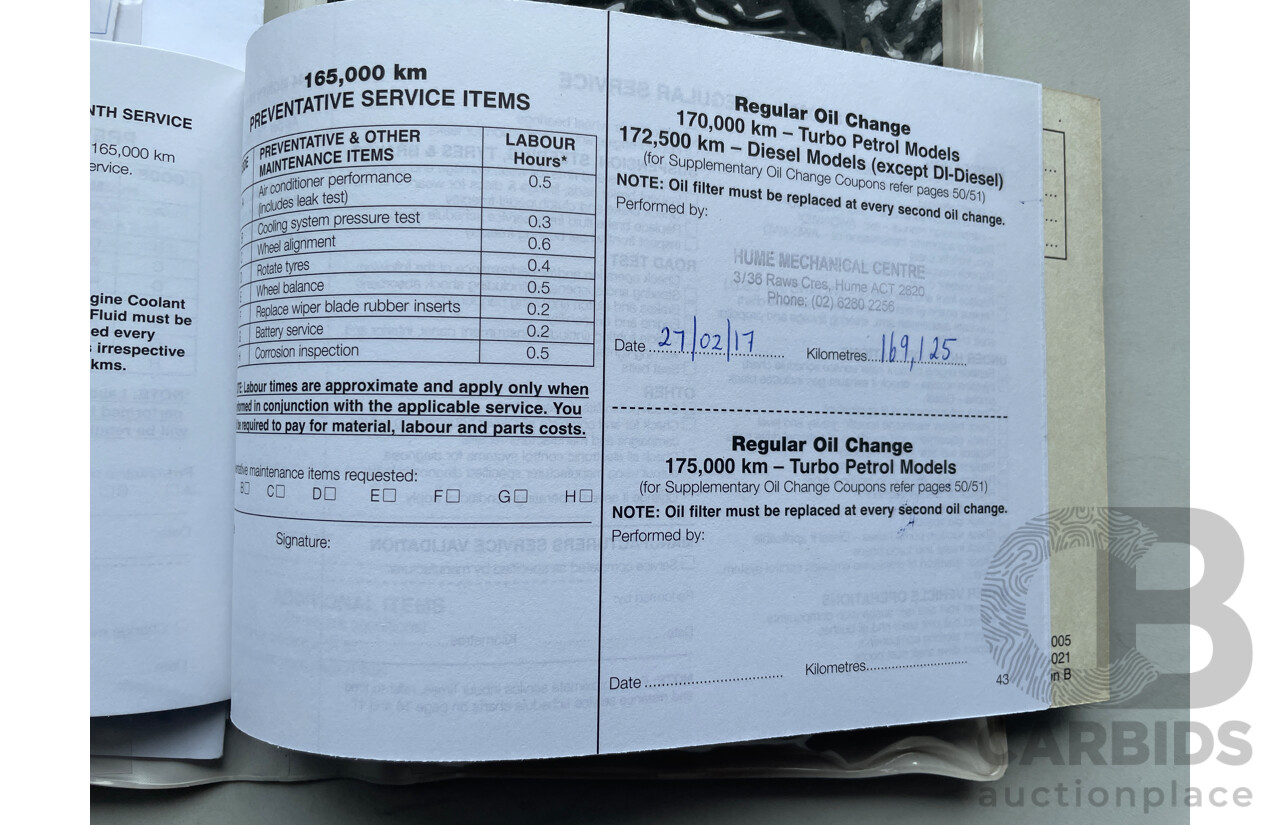 NTH SERVICE
165,000 km
ervice.
gine Coolant
Fluid must be
ed every
irrespective
kms.
165,000 km
PREVENTATIVE SERVICE ITEMS
PREVENTATIVE & OTHER
MAINTENANCE ITEMS
LABOUR
Hours*
Air conditioner performance
(includes leak test)
0.5
Cooling system pressure test
0.3
Wheel alignment
0.6
Rotate tyres
0.4
Wheel balance
0.5
Replace wiper blade rubber inserts
0.2
Battery service
0.2
Corrosion inspection
0.5
E: Labour times are approximate and apply only when
rmed in conjunction with the applicable service. You
required to pay for material, labour and parts costs.
tive maintenance items requested:
B☐ C☐ D☐ E☐ F☐ G☐ H☐
Signature:
Regular Oil Change
170,000 km – Turbo Petrol Models
172,500 km – Diesel Models (except DI-Diesel)
(for Supplementary Oil Change Coupons refer pages 50/51)
NOTE: Oil filter must be replaced at every second oil change.
Performed by:
HUME MECHANICAL CENTRE
3/36 Raws Cres, Hume ACT 2620
Phone: (02) 6260 2256
Date 27/02/17 Kilometres 169,125
Regular Oil Change
175,000 km – Turbo Petrol Models
(for Supplementary Oil Change Coupons refer pages 50/51)
NOTE: Oil filter must be replaced at every second oil change.
Performed by:
Date Kilometres
43
005
021
n B
CB
CARBIDS
auctionplace